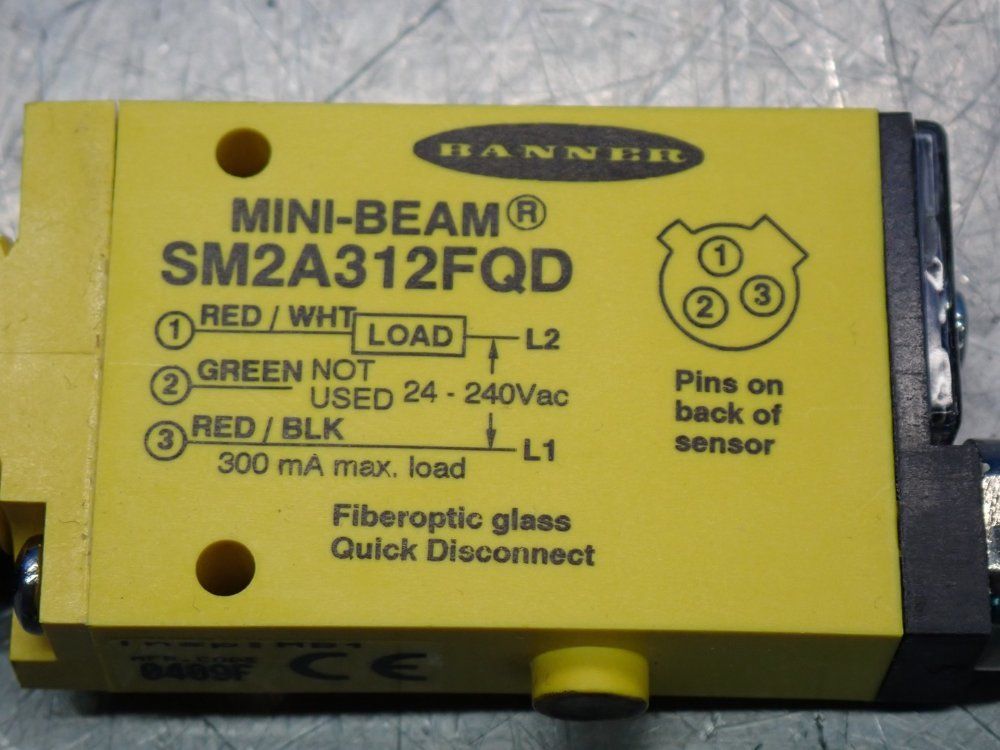 BANNER
MINI-BEAM®
SM2A312FQD
1 RED / WHT LOAD L2
2 GREEN NOT USED 24 - 240Vac
3 RED / BLK L1
300 mA max. load
1
2 3
Pins on
back of
sensor
Fiberoptic glass
Quick Disconnect
0409F CE